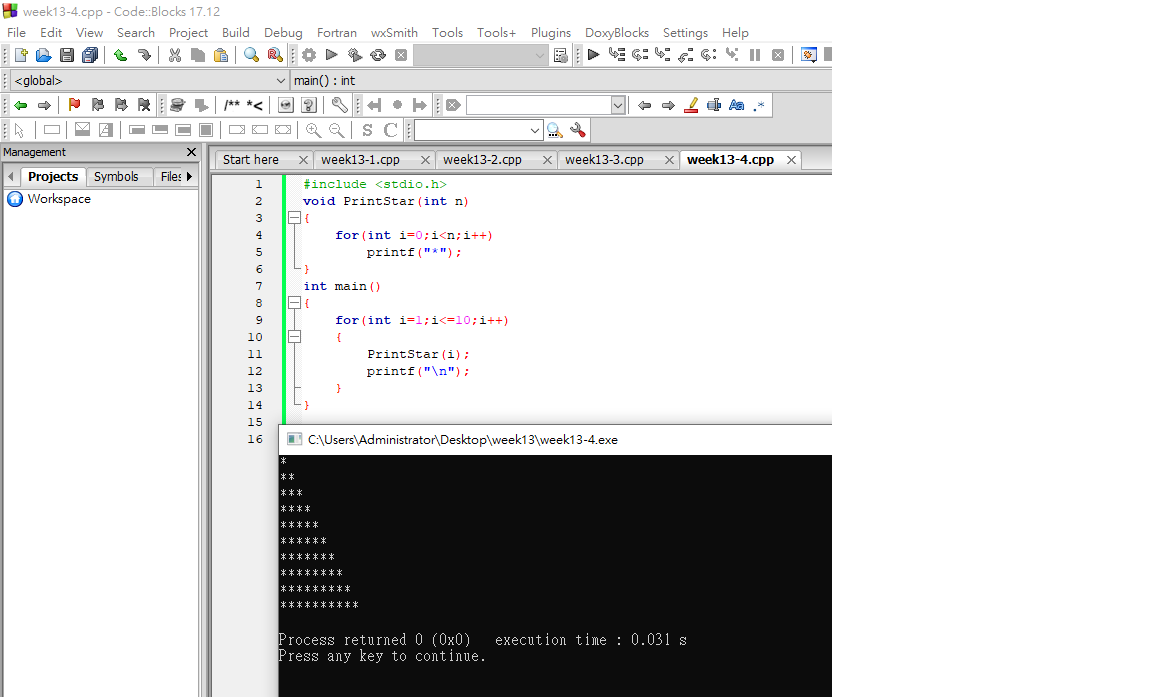 week13-4.cpp - Code::Blocks 17.12
File Edit View Search Project Build Debug Fortran wxSmith Tools Tools+ Plugins DoxyBlocks Settings Help
<global> main() : int
/** *<
Aa .*
S C
Management
Projects Symbols Files
Workspace
Start here week13-1.cpp week13-2.cpp week13-3.cpp week13-4.cpp
1 #include <stdio.h>
2 void PrintStar(int n)
3 {
4     for(int i=0;i<n;i++)
5         printf("*");
6 }
7 int main()
8 {
9     for(int i=1;i<=10;i++)
10     {
11         PrintStar(i);
12         printf("\n");
13     }
14 }
15
16
C:\Users\Administrator\Desktop\week13\week13-4.exe
*
**
***
****
*****
******
*******
********
*********
**********
Process returned 0 (0x0)   execution time : 0.031 s
Press any key to continue.